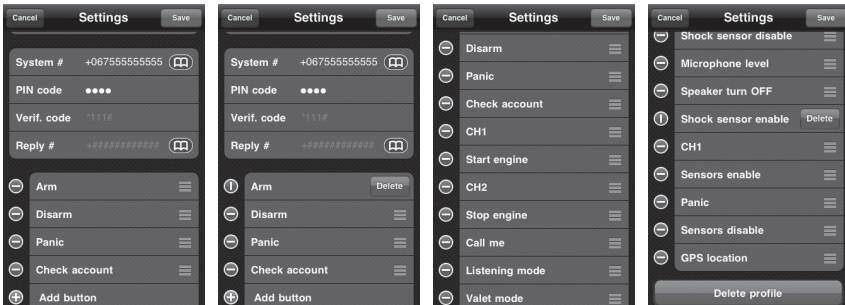 Cancel Settings Save
System # +067555555555
PIN code ●●●●
Verif. code *111#
Reply # +############
Arm
Disarm
Panic
Check account
Add button
Cancel Settings Save
System # +067555555555
PIN code ●●●●
Verif. code *111#
Reply # +############
Arm Delete
Disarm
Panic
Check account
Add button
Cancel Settings Save
Disarm
Panic
Check account
CH1
Start engine
CH2
Stop engine
Call me
Listening mode
Valet mode
Cancel Settings Save
Shock sensor disable
Microphone level
Speaker turn OFF
Shock sensor enable Delete
CH1
Sensors enable
Panic
Sensors disable
GPS location
Delete profile